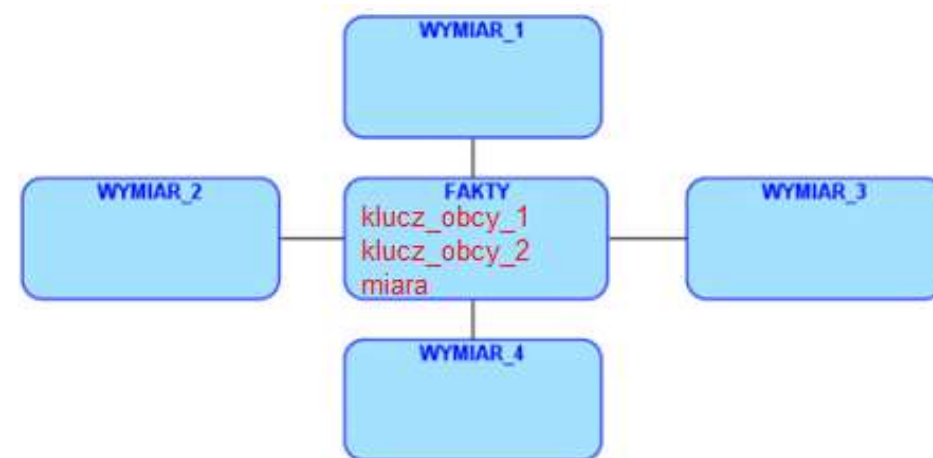 WYMIAR_1
WYMIAR_2
FAKTY
klucz_obcy_1
klucz_obcy_2
miara
WYMIAR_3
WYMIAR_4